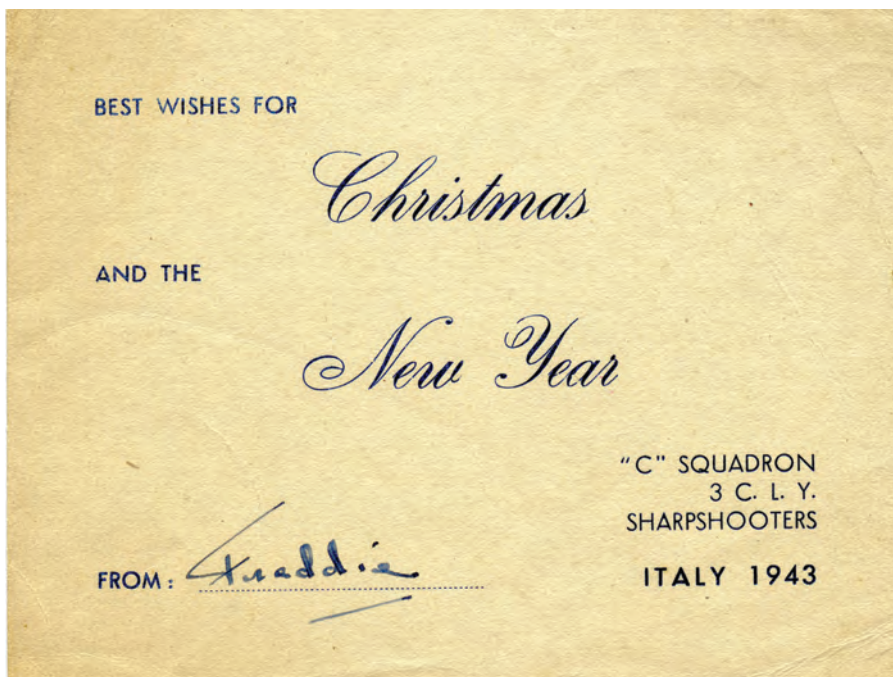 BEST WISHES FOR
Christmas
AND THE
New Year
"C" SQUADRON
3 C. L. Y.
SHARPSHOOTERS
FROM: Freddie
ITALY 1943